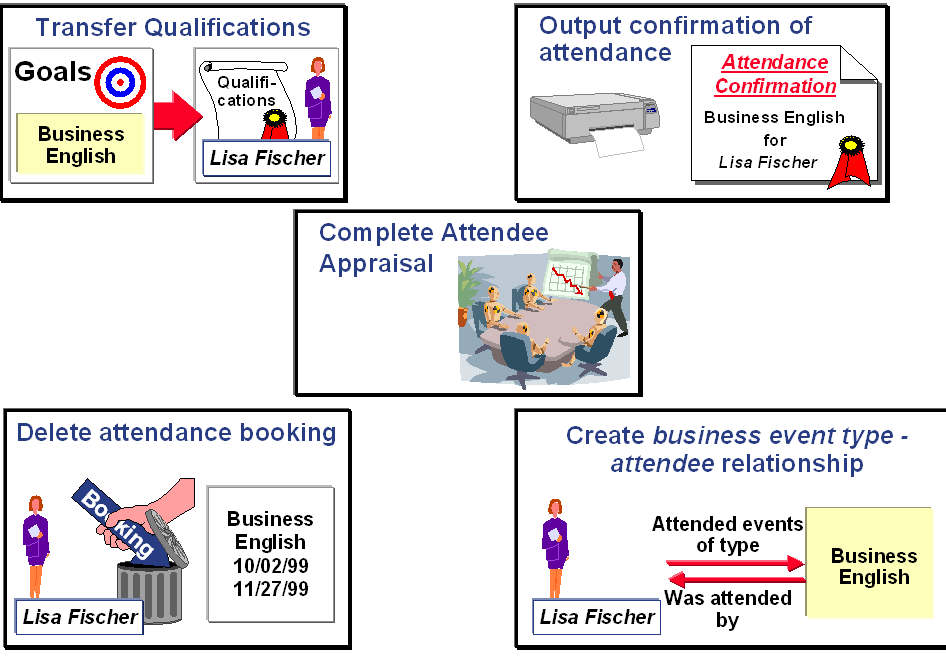 Transfer Qualifications
Goals
Business
English
Qualifi-
cations
Lisa Fischer
Output confirmation of
attendance
Attendance
Confirmation
Business English
for
Lisa Fischer
Complete Attendee
Appraisal
Delete attendance booking
Booking
Lisa Fischer
Business
English
10/02/99
11/27/99
Create business event type -
attendee relationship
Lisa Fischer
Attended events
of type
Was attended
by
Business
English